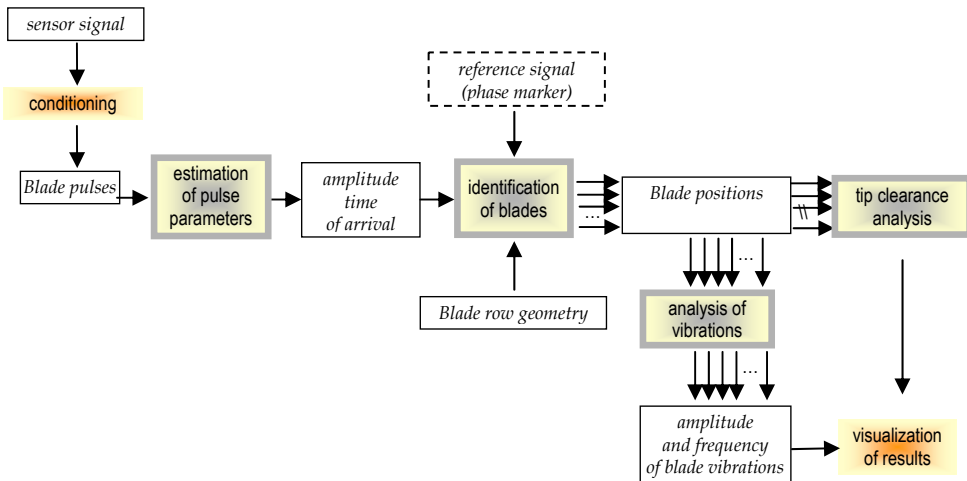 sensor signal
conditioning
Blade pulses
estimation
of pulse
parameters
amplitude
time
of arrival
reference signal
(phase marker)
identification
of blades
Blade row geometry
...
Blade positions
tip clearance
analysis
...
analysis of
vibrations
...
amplitude
and frequency
of blade vibrations
visualization
of results